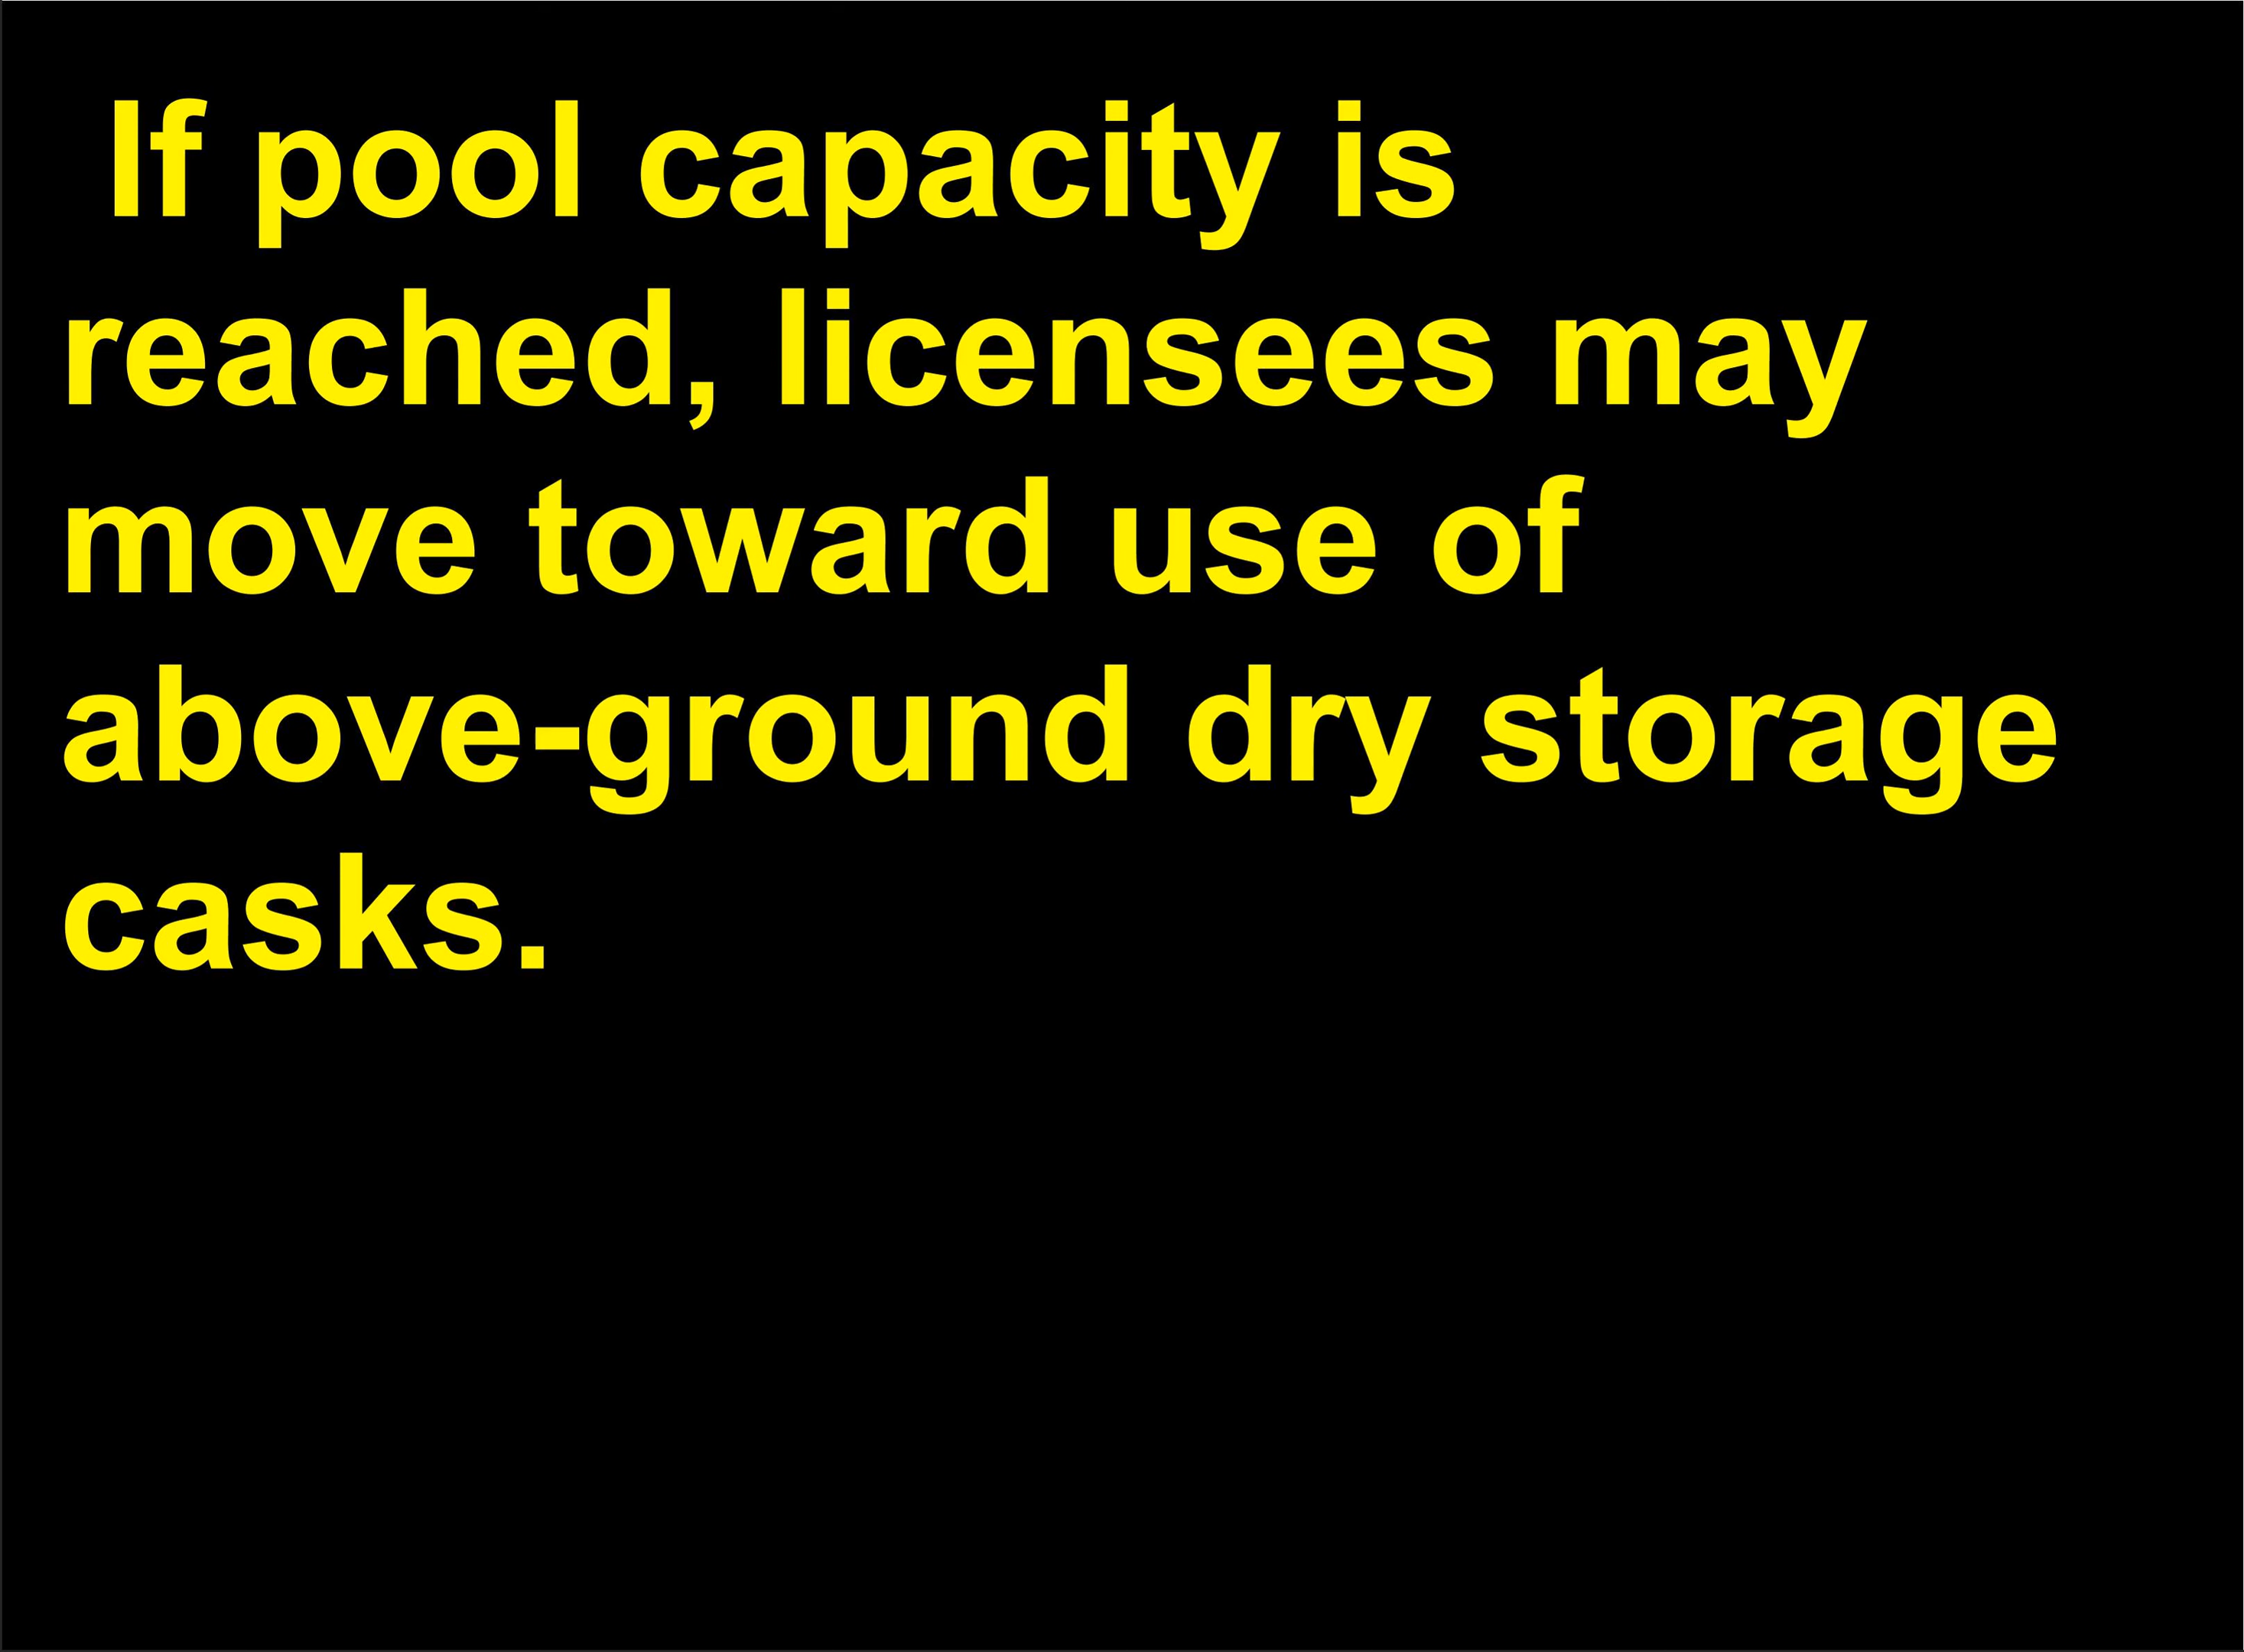 If pool capacity is
reached, licensees may
move toward use of
above-ground dry storage
casks.